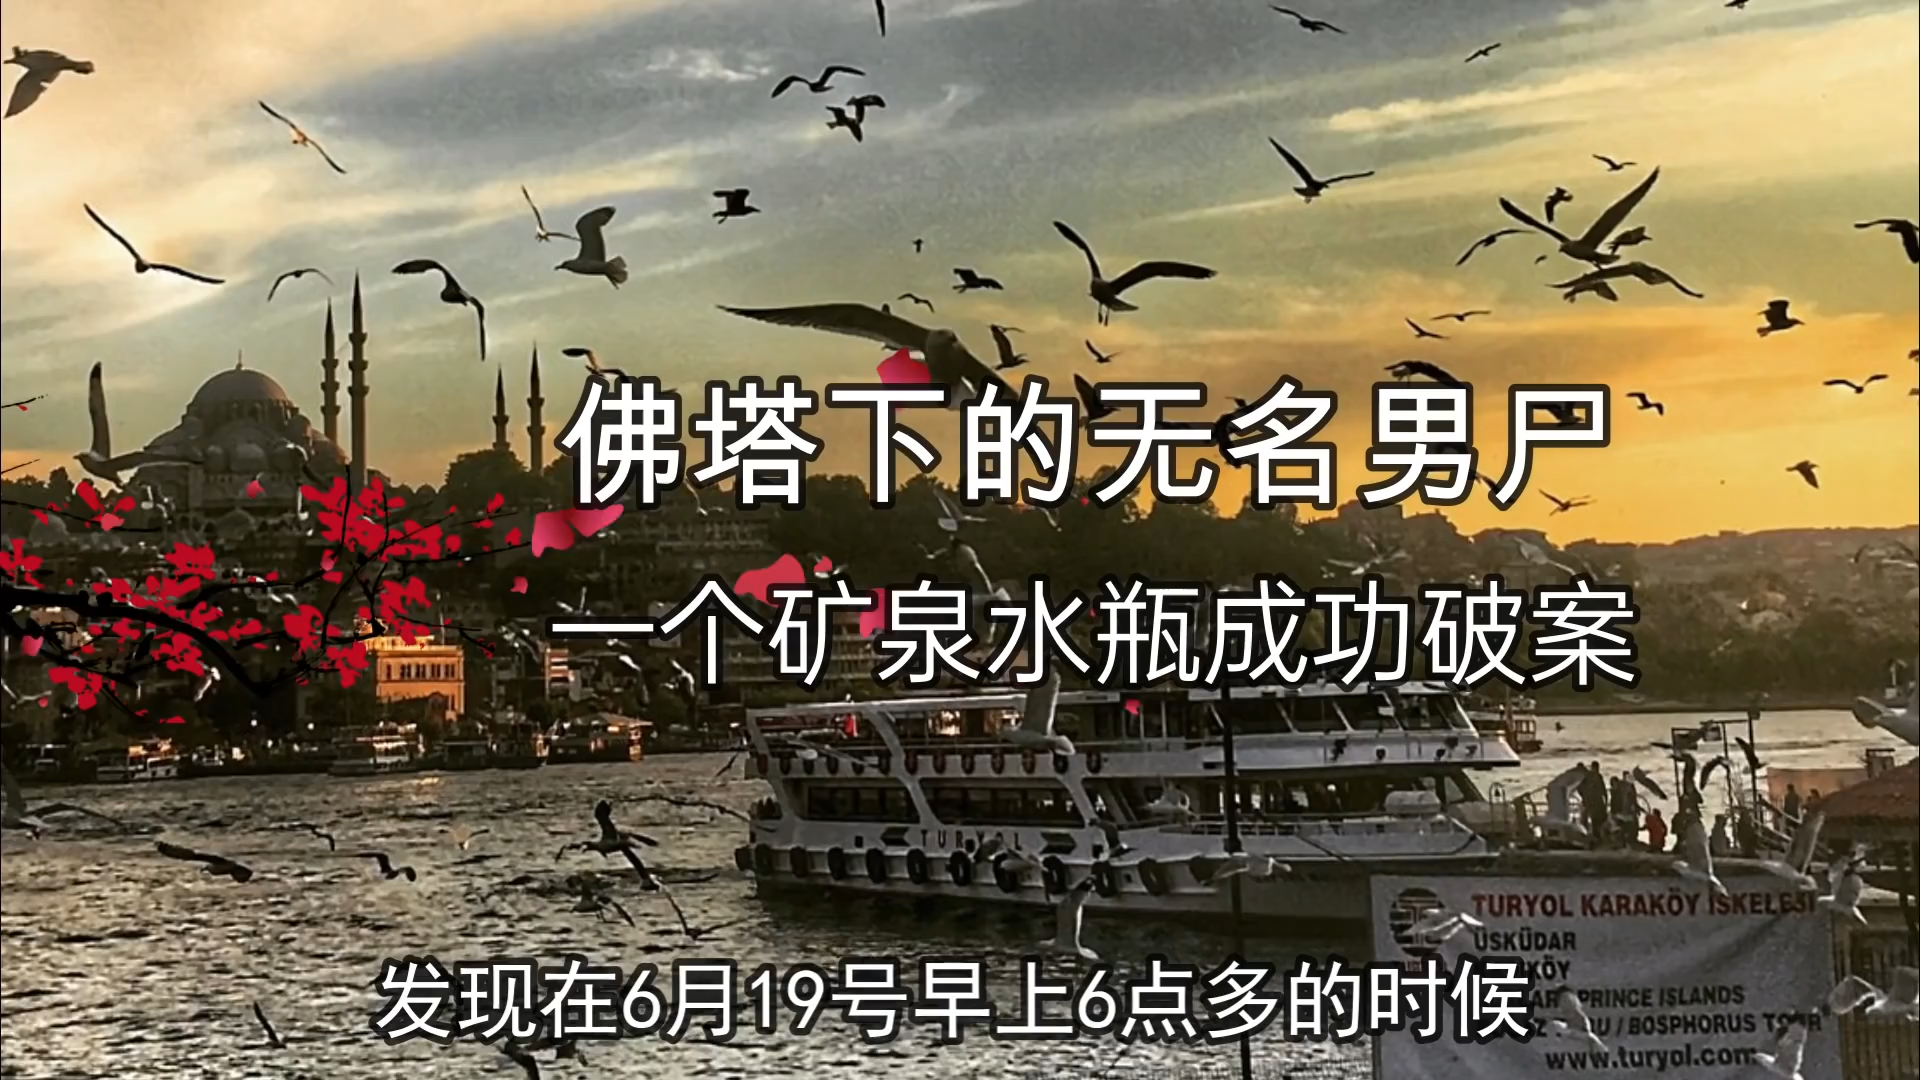 佛塔下的无名男尸
一个矿泉水瓶成功破案
TURYOL
TURYOL KARAKÖY İSKELESİ
ÜSKÜDAR
KÖY
PRINCE ISLANDS
/ BOSPHORUS TOUR
www.turyol.com
发现在6月19号早上6点多的时候